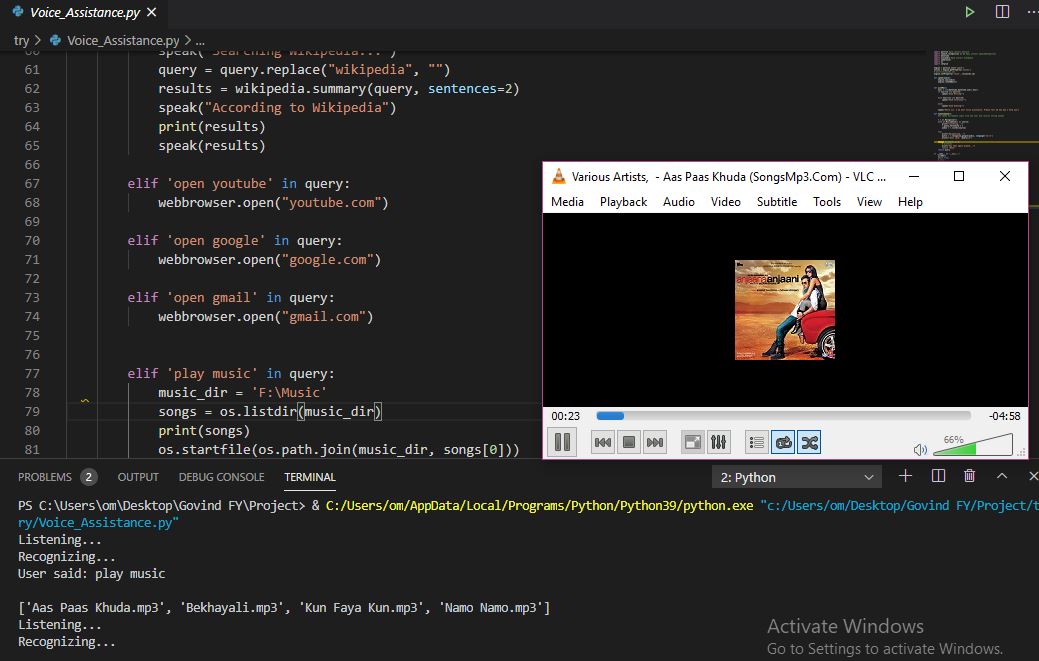 Voice_Assistance.py
try > Voice_Assistance.py > ...
60 speak("Searching Wikipedia...")
61 query = query.replace("wikipedia", "")
62 results = wikipedia.summary(query, sentences=2)
63 speak("According to Wikipedia")
64 print(results)
65 speak(results)
66
67 elif 'open youtube' in query:
68 webbrowser.open("youtube.com")
69
70 elif 'open google' in query:
71 webbrowser.open("google.com")
72
73 elif 'open gmail' in query:
74 webbrowser.open("gmail.com")
75
76
77 elif 'play music' in query:
78 music_dir = 'F:\Music'
79 songs = os.listdir(music_dir)
80 print(songs)
81 os.startfile(os.path.join(music_dir, songs[0]))
Various Artists, - Aas Paas Khuda (SongsMp3.Com) - VLC ...
Media Playback Audio Video Subtitle Tools View Help
anjaanaanjaani
00:23 -04:58
66%
PROBLEMS 2 OUTPUT DEBUG CONSOLE TERMINAL 2: Python
PS C:\Users\om\Desktop\Govind FY\Project> & C:/Users/om/AppData/Local/Programs/Python/Python39/python.exe "c:/Users/om/Desktop/Govind FY/Project/t
ry/Voice_Assistance.py"
Listening...
Recognizing...
User said: play music
['Aas Paas Khuda.mp3', 'Bekhayali.mp3', 'Kun Faya Kun.mp3', 'Namo Namo.mp3']
Listening...
Recognizing...
Activate Windows
Go to Settings to activate Windows.